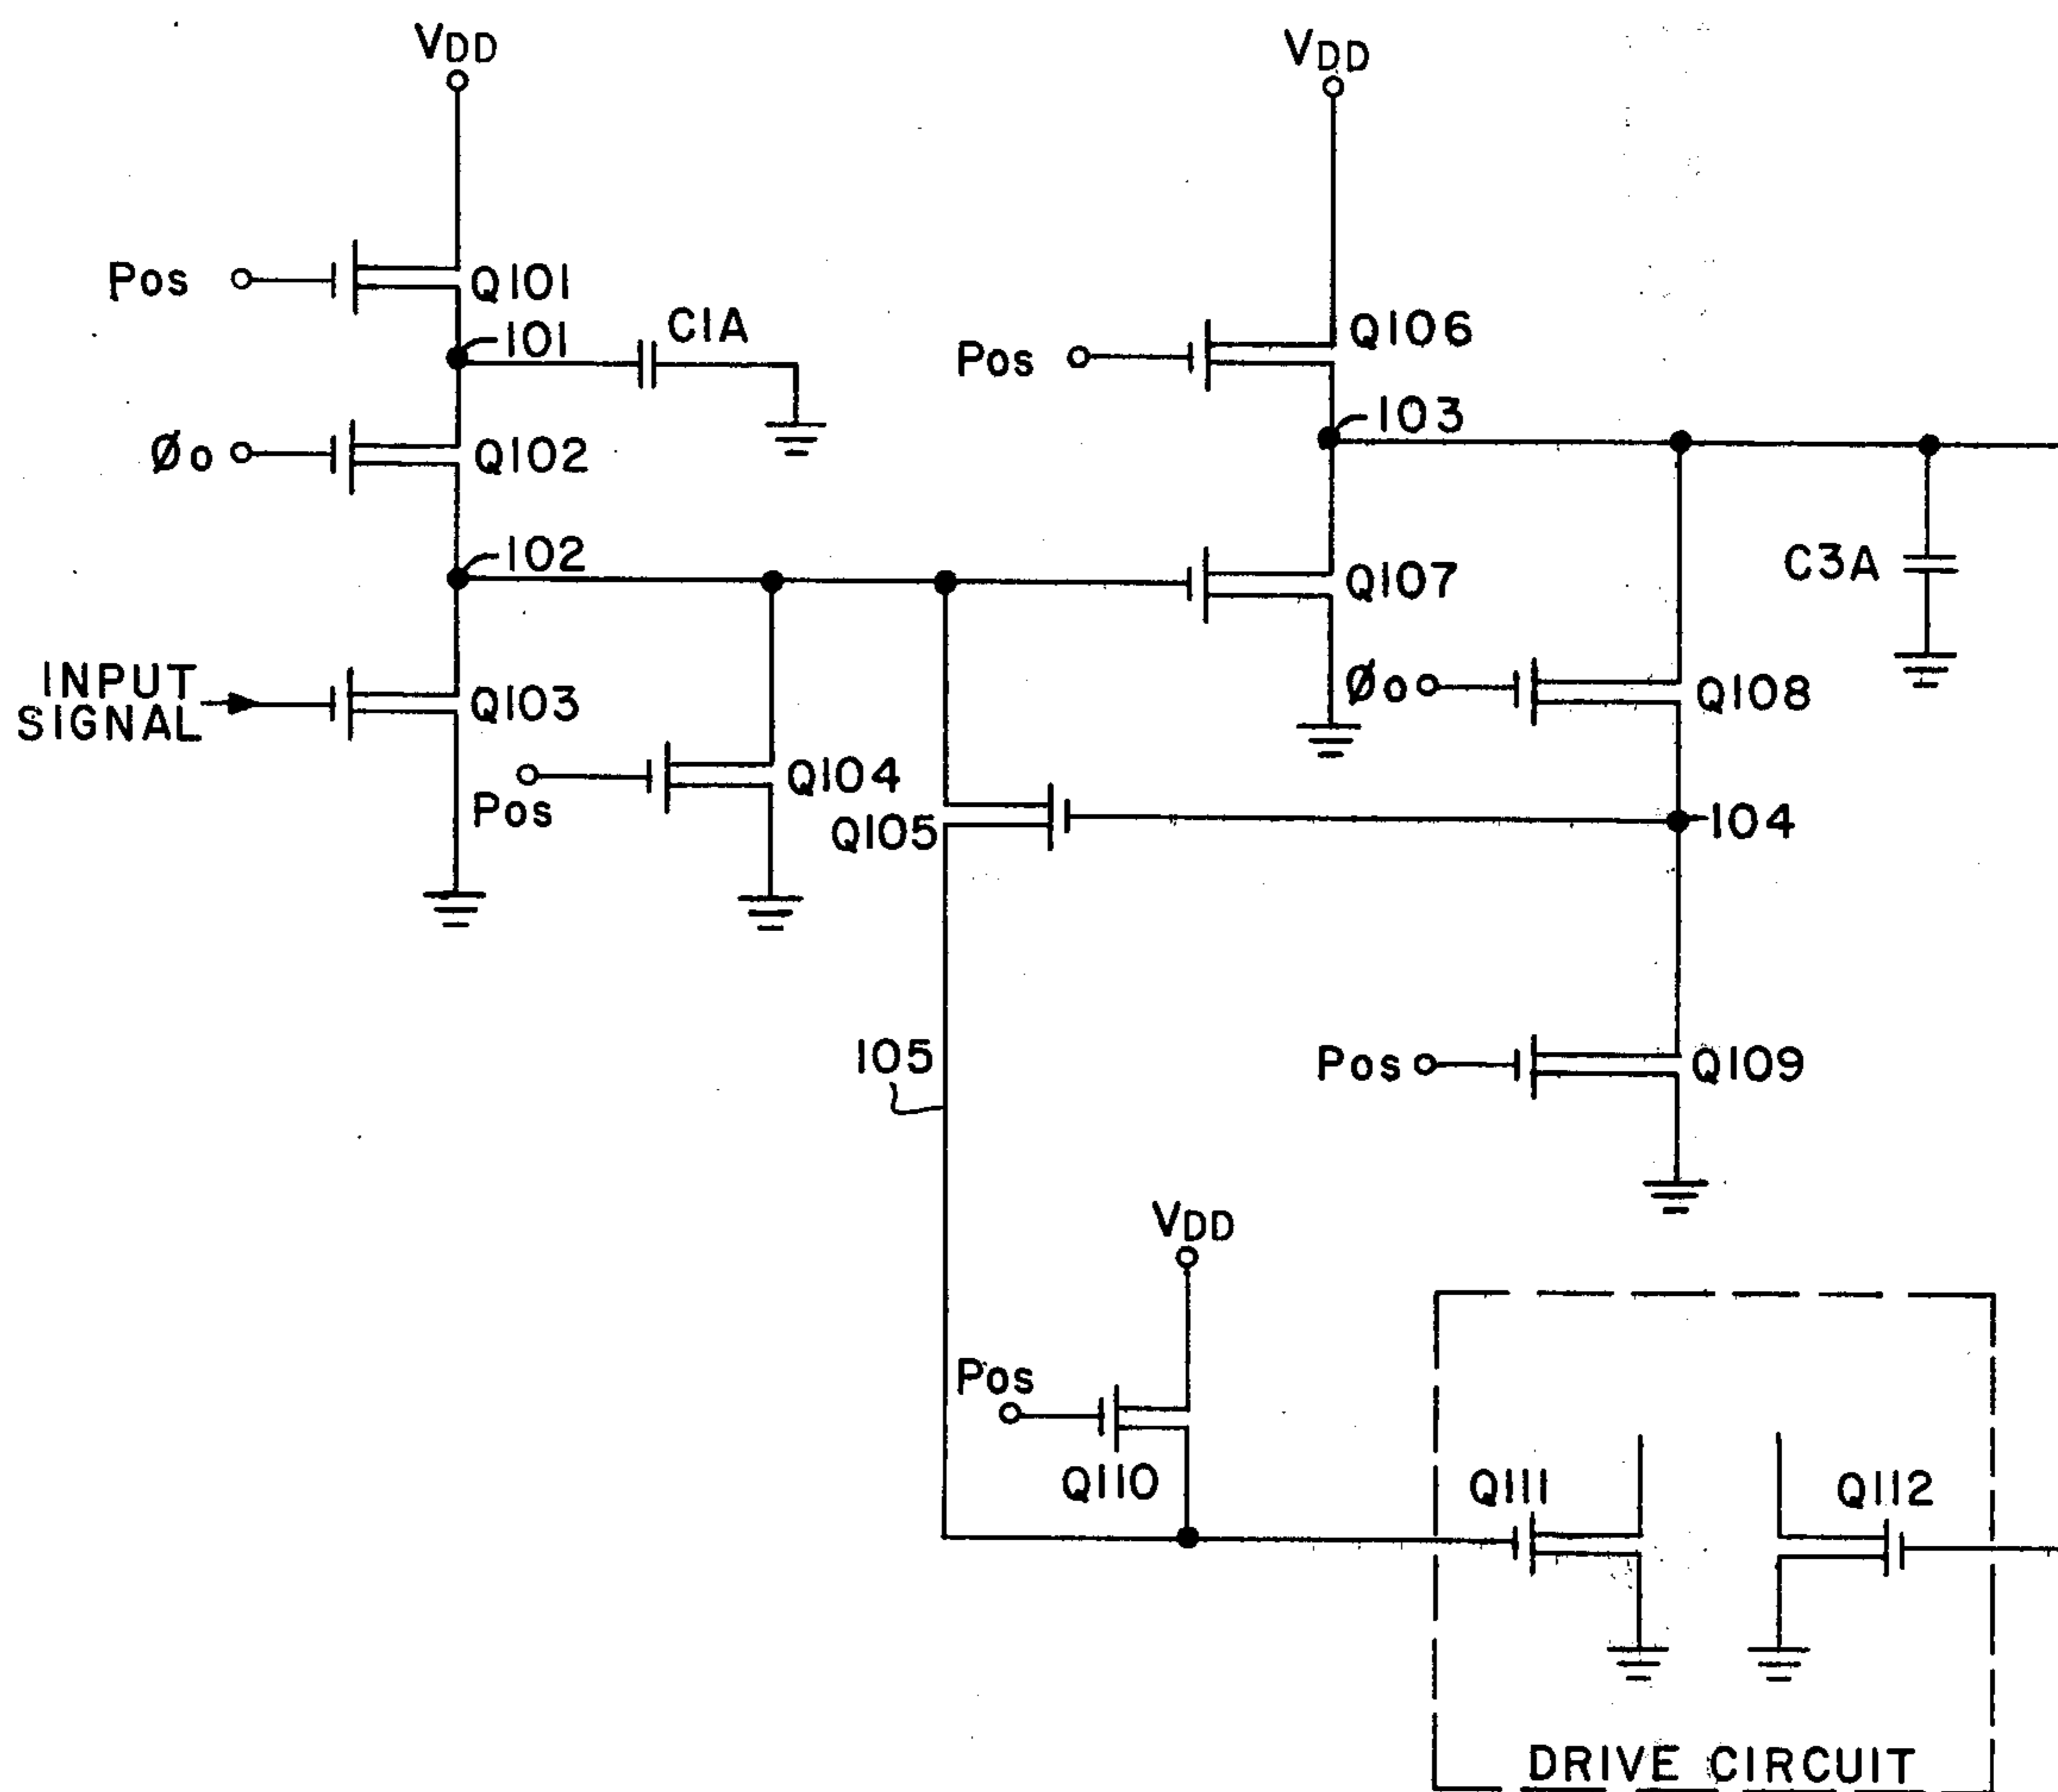 VDD
VDD
Pos
Q101
101
C1A
Pos
Q106
103
Øo
Q102
102
Q107
C3A
INPUT
SIGNAL
Q103
Øo
Q108
Pos
Q104
Q105
104
105
Pos
Q109
VDD
Pos
Q110
Q111
Q112
DRIVE CIRCUIT